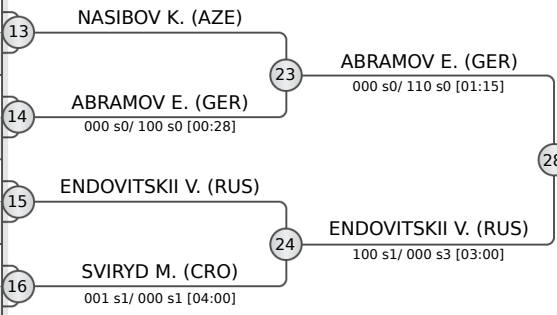 NASIBOV K. (AZE)
13
ABRAMOV E. (GER)
23
000 s0/ 110 s0 [01:15]
ABRAMOV E. (GER)
14
000 s0/ 100 s0 [00:28]
28
ENDOVITSKII V. (RUS)
15
ENDOVITSKII V. (RUS)
24
100 s1/ 000 s3 [03:00]
SVIRYD M. (CRO)
16
001 s1/ 000 s1 [04:00]